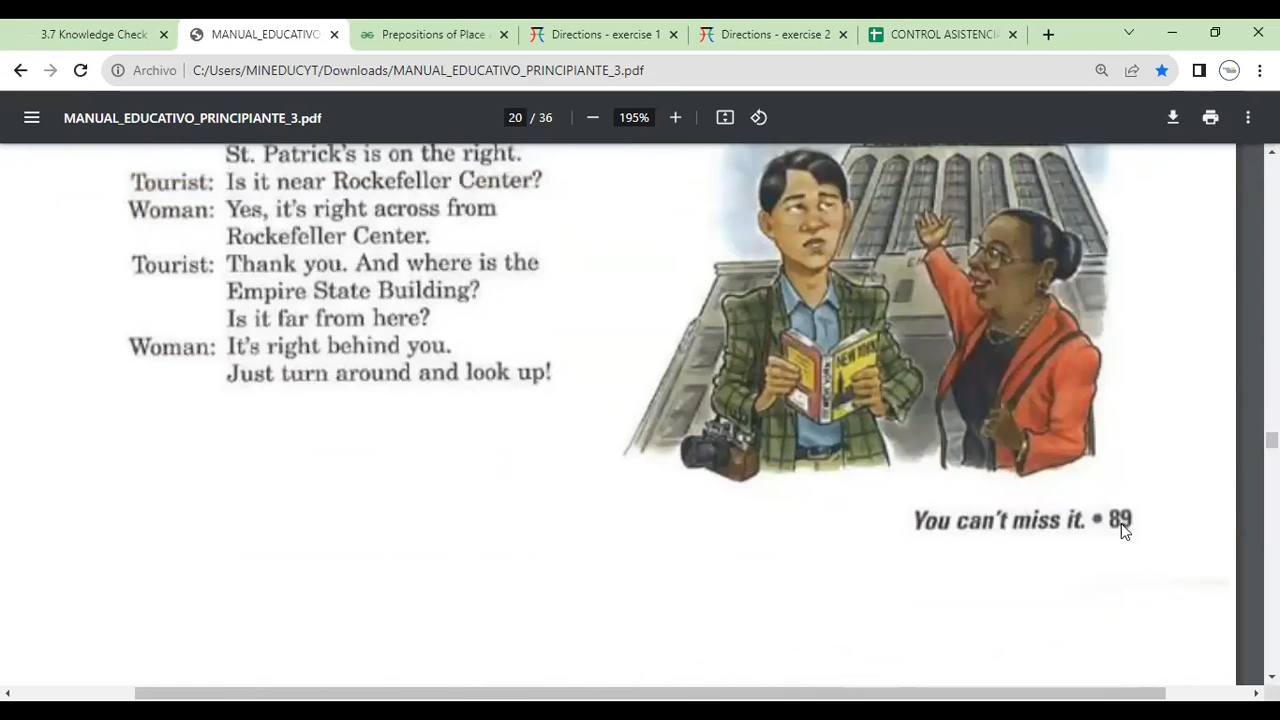 3.7 Knowledge Check
MANUAL_EDUCATIVO
Prepositions of Place
Directions - exercise 1
Directions - exercise 2
CONTROL ASISTENCIA
Archivo
C:/Users/MINEDUCYT/Downloads/MANUAL_EDUCATIVO_PRINCIPIANTE_3.pdf
MANUAL_EDUCATIVO_PRINCIPIANTE_3.pdf
20 / 36
195%
St. Patrick's is on the right.
Tourist: Is it near Rockefeller Center?
Woman: Yes, it's right across from
Rockefeller Center.
Tourist: Thank you. And where is the
Empire State Building?
Is it far from here?
Woman: It's right behind you.
Just turn around and look up!
NEW YORK
You can't miss it. • 89